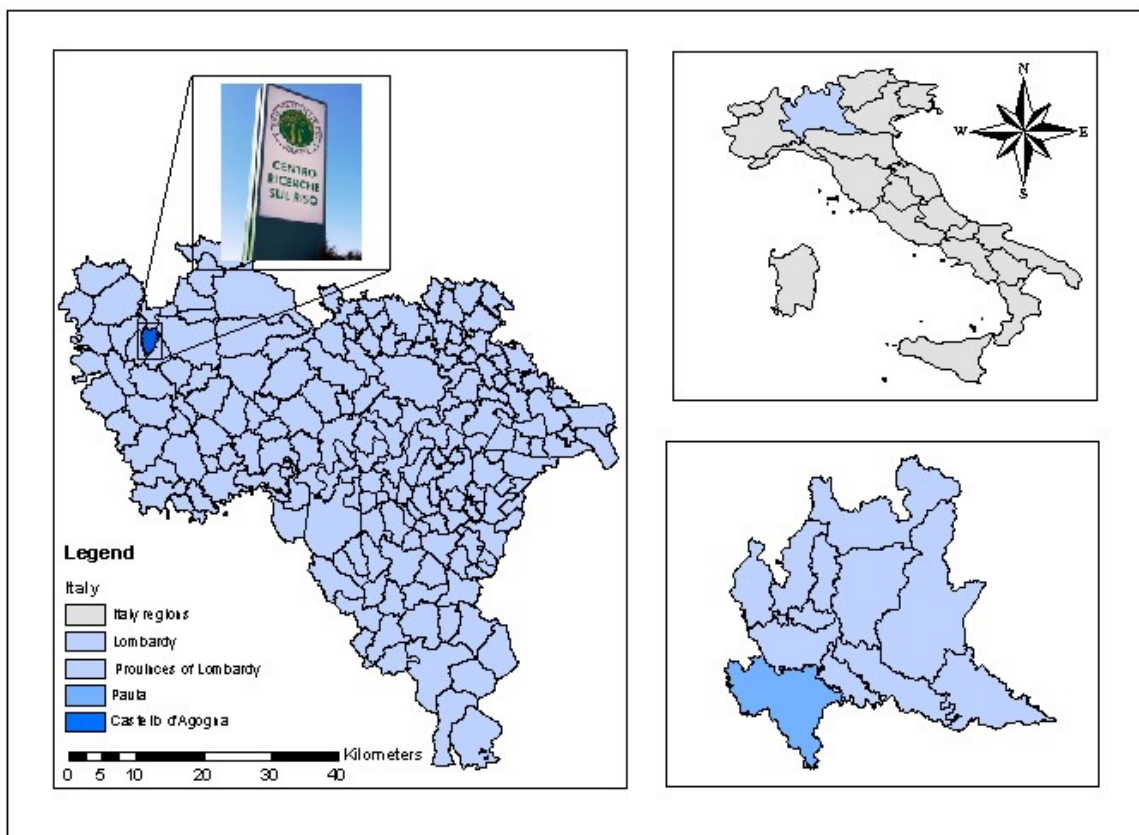 CENTRO
RICERCHE
SUL RISO
N
W E
S
Legend
Italy
Italy regions
Lombardy
Provinces of Lombardy
Pavia
Castello d'Agogna
Kilometers
0 5 10 20 30 40